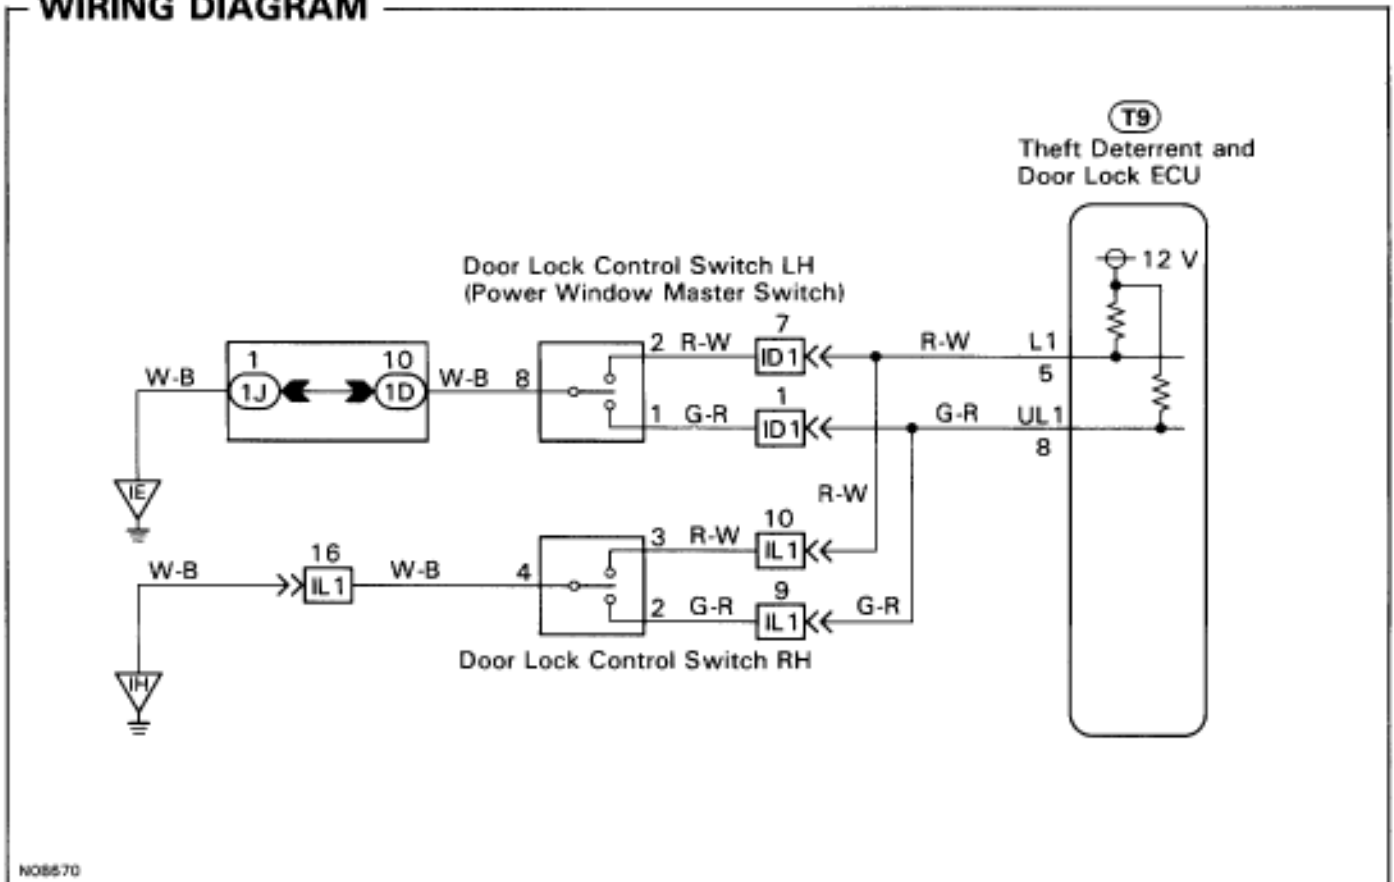 WIRING DIAGRAM
T9
Theft Deterrent and
Door Lock ECU
12 V
Door Lock Control Switch LH
(Power Window Master Switch)
7
2 R-W ID1 R-W L1
5
1 10
W-B 1J 1D W-B 8
1
1 G-R ID1 G-R UL1
8
IE
R-W
10
3 R-W IL1
16
W-B IL1 W-B 4
9
2 G-R IL1 G-R
Door Lock Control Switch RH
IH
N08670